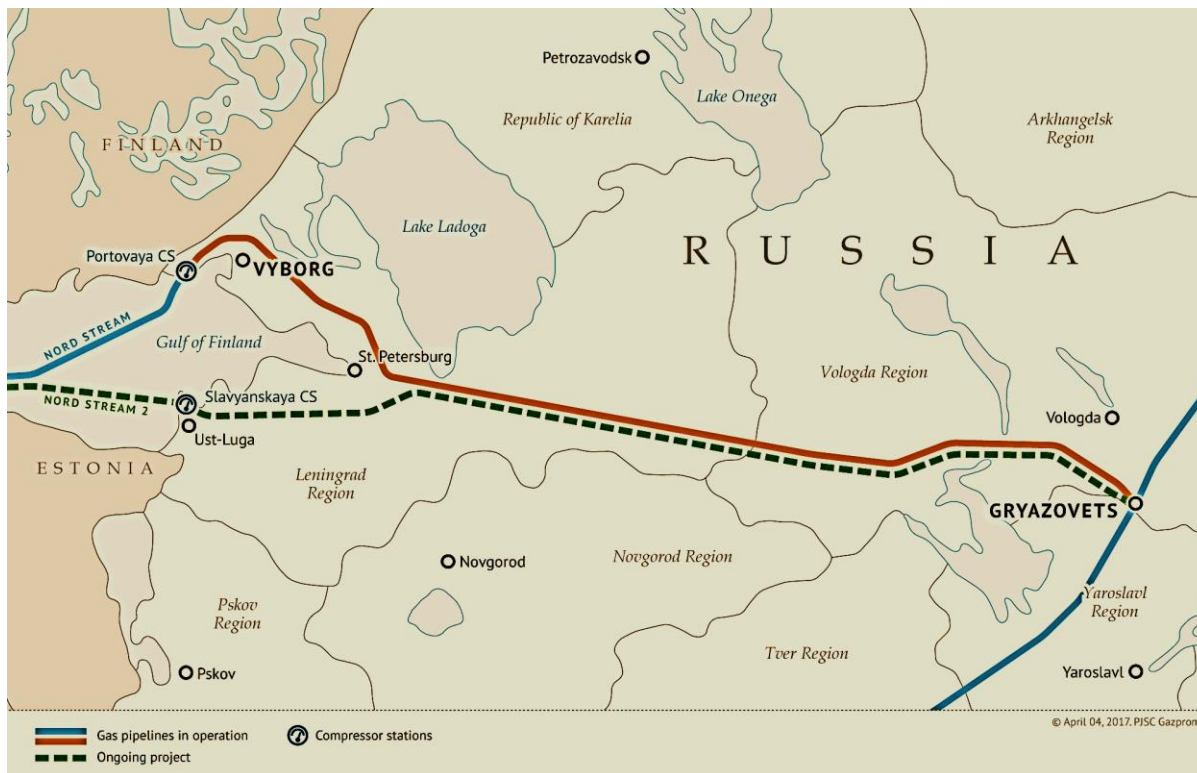 Petrozavodsk
Lake Onega
Republic of Karelia
Arkhangelsk
Region
FINLAND
Lake Ladoga
RUSSIA
Portovaya CS
VYBORG
NORD STREAM
Gulf of Finland
St. Petersburg
Vologda Region
Slavyanskaya CS
NORD STREAM 2
Vologda
Ust-Luga
ESTONIA
Leningrad
Region
GRYAZOVETS
Novgorod
Novgorod Region
Pskov
Region
Yaroslavl
Region
Tver Region
Pskov
Yaroslavl
Gas pipelines in operation
Compressor stations
Ongoing project
© April 04, 2017. PJSC Gazprom